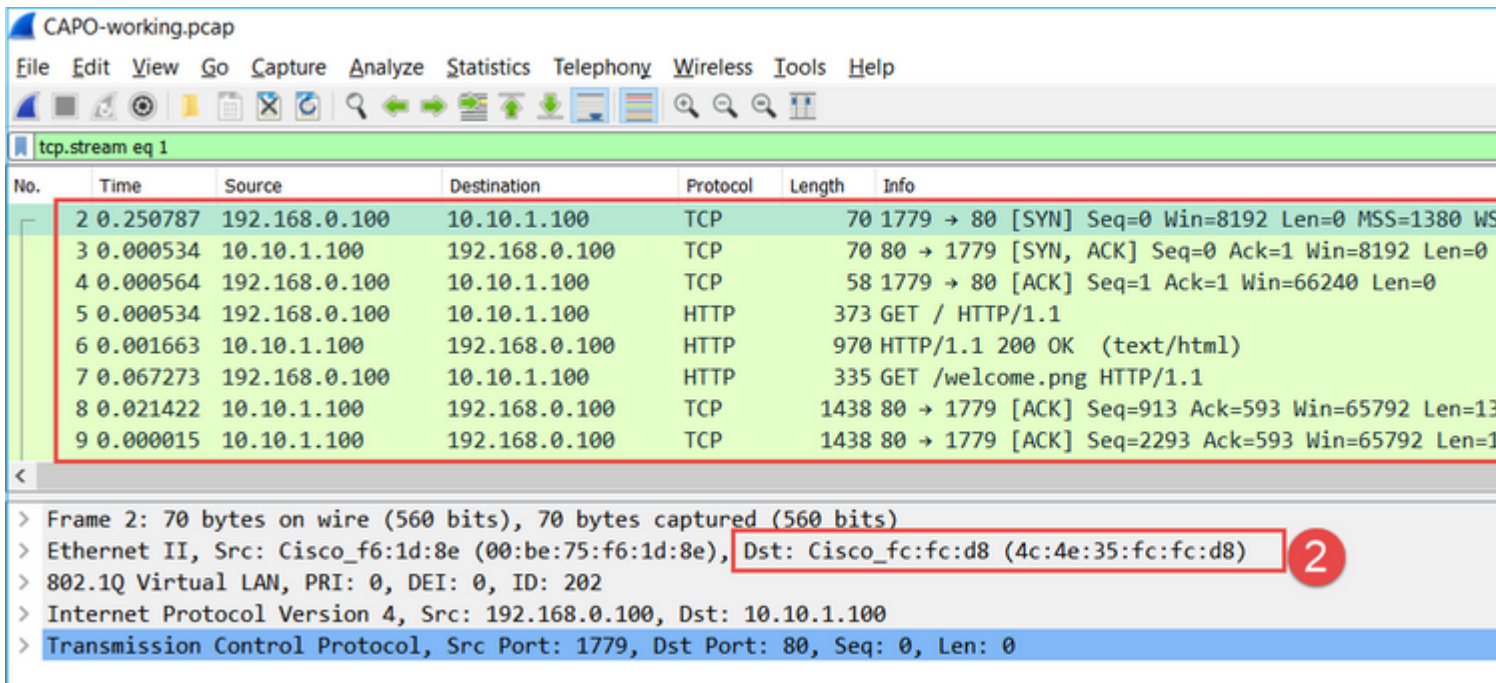 CAPO-working.pcap
File Edit View Go Capture Analyze Statistics Telephony Wireless Tools Help
tcp.stream eq 1
No. Time Source Destination Protocol Length Info
2 0.250787 192.168.0.100 10.10.1.100 TCP 70 1779 → 80 [SYN] Seq=0 Win=8192 Len=0 MSS=1380 WS
3 0.000534 10.10.1.100 192.168.0.100 TCP 70 80 → 1779 [SYN, ACK] Seq=0 Ack=1 Win=8192 Len=0
4 0.000564 192.168.0.100 10.10.1.100 TCP 58 1779 → 80 [ACK] Seq=1 Ack=1 Win=66240 Len=0
5 0.000534 192.168.0.100 10.10.1.100 HTTP 373 GET / HTTP/1.1
6 0.001663 10.10.1.100 192.168.0.100 HTTP 970 HTTP/1.1 200 OK (text/html)
7 0.067273 192.168.0.100 10.10.1.100 HTTP 335 GET /welcome.png HTTP/1.1
8 0.021422 10.10.1.100 192.168.0.100 TCP 1438 80 → 1779 [ACK] Seq=913 Ack=593 Win=65792 Len=13
9 0.000015 10.10.1.100 192.168.0.100 TCP 1438 80 → 1779 [ACK] Seq=2293 Ack=593 Win=65792 Len=1
> Frame 2: 70 bytes on wire (560 bits), 70 bytes captured (560 bits)
> Ethernet II, Src: Cisco_f6:1d:8e (00:be:75:f6:1d:8e), Dst: Cisco_fc:fc:d8 (4c:4e:35:fc:fc:d8) 2
> 802.1Q Virtual LAN, PRI: 0, DEI: 0, ID: 202
> Internet Protocol Version 4, Src: 192.168.0.100, Dst: 10.10.1.100
> Transmission Control Protocol, Src Port: 1779, Dst Port: 80, Seq: 0, Len: 0